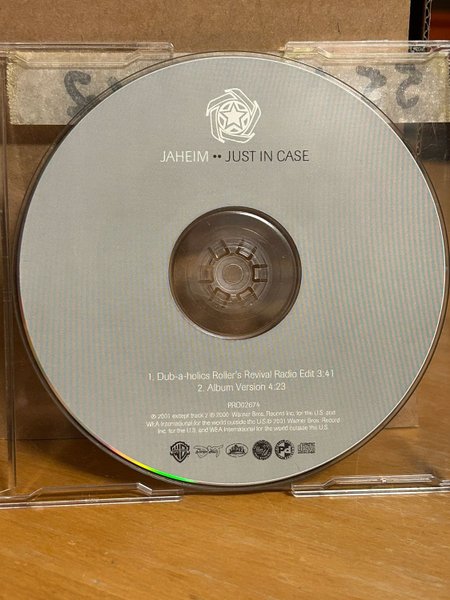 JAHEIM •• JUST IN CASE
1. Dub-a-holics Roller's Revival Radio Edit 3:41
2. Album Version 4:23
PRO02674
℗ 2001 except track 2 ℗ 2000 Warner Bros. Record Inc. for the U.S. and
WEA International for the world outside the U.S. © 2001 Warner Bros. Record
Inc. for the U.S. and WEA International for the world outside the U.S.